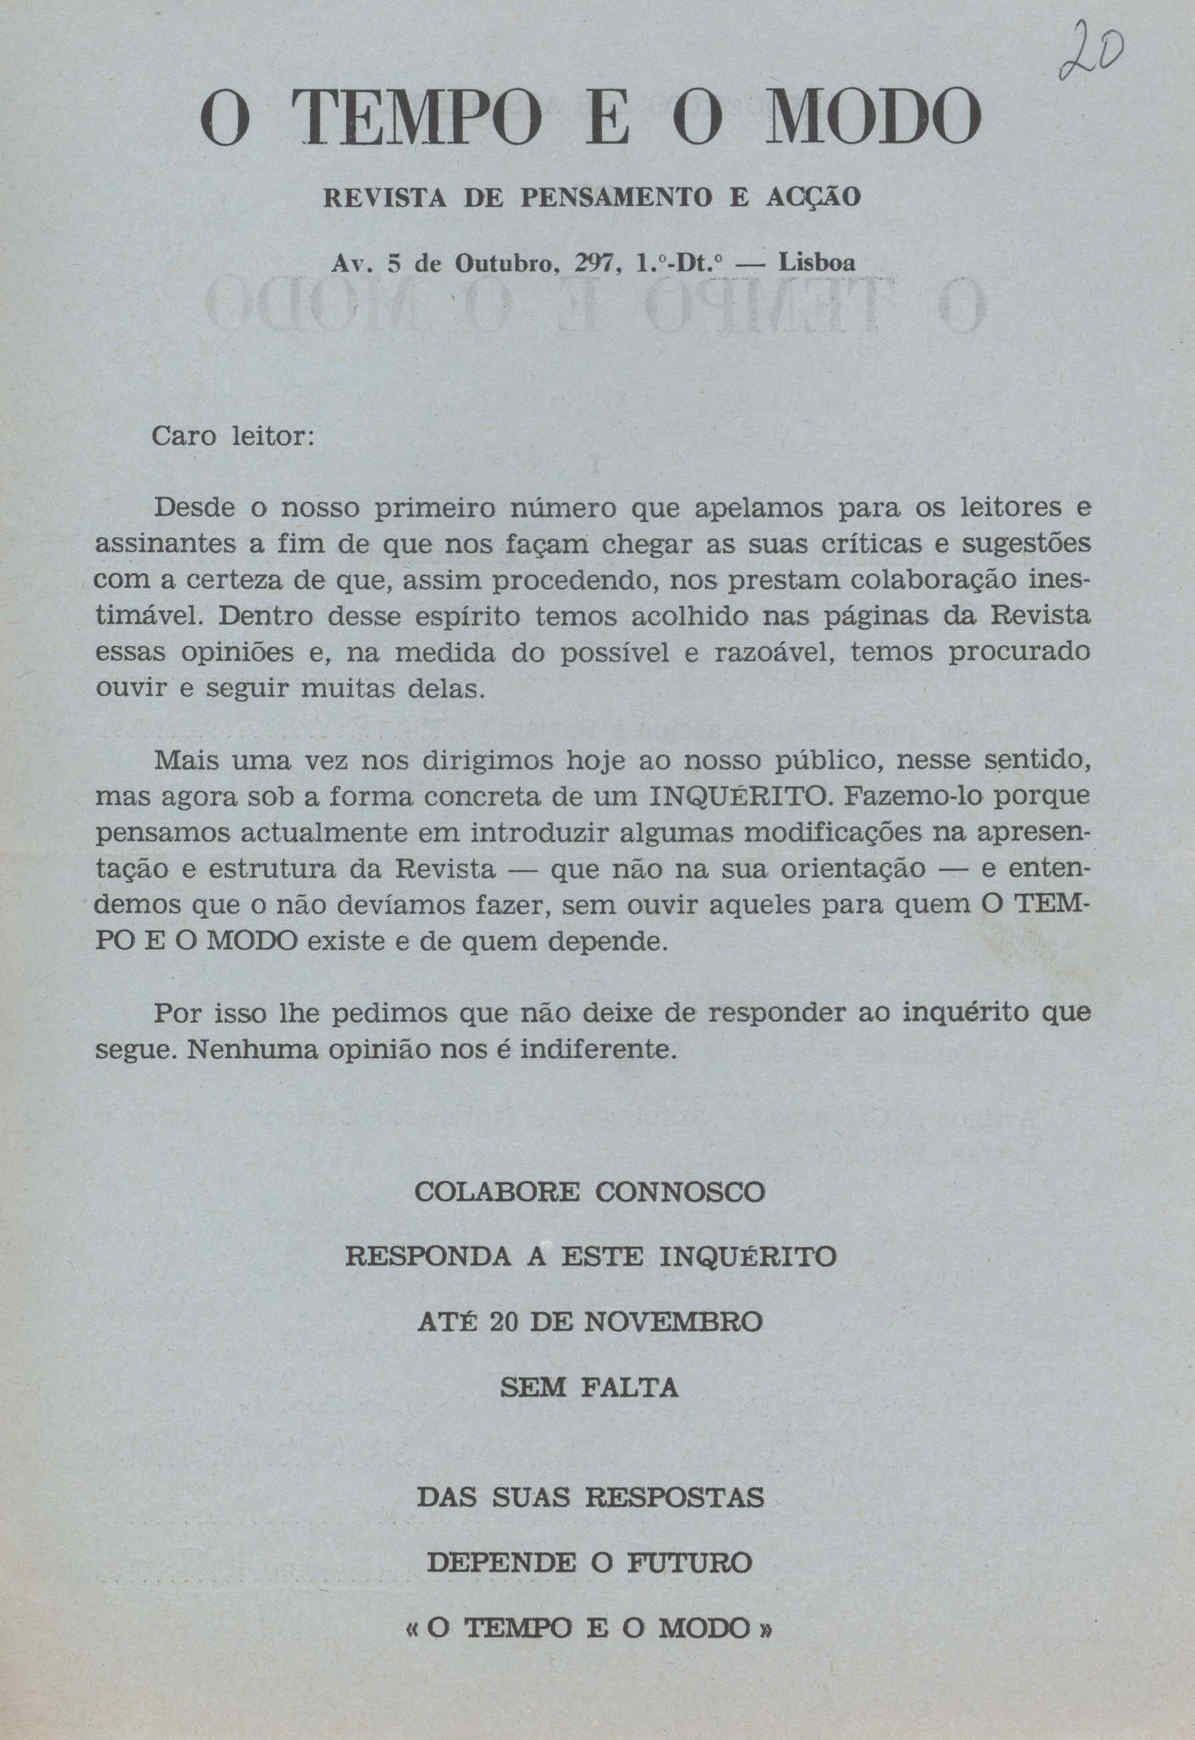 20
O TEMPO E O MODO
REVISTA DE PENSAMENTO E ACÇÃO
Av. 5 de Outubro, 297, 1.º-Dt.º — Lisboa
Caro leitor:
Desde o nosso primeiro número que apelamos para os leitores e
assinantes a fim de que nos façam chegar as suas críticas e sugestões
com a certeza de que, assim procedendo, nos prestam colaboração ines-
timável. Dentro desse espírito temos acolhido nas páginas da Revista
essas opiniões e, na medida do possível e razoável, temos procurado
ouvir e seguir muitas delas.
Mais uma vez nos dirigimos hoje ao nosso público, nesse sentido,
mas agora sob a forma concreta de um INQUÉRITO. Fazemo-lo porque
pensamos actualmente em introduzir algumas modificações na apresen-
tação e estrutura da Revista — que não na sua orientação — e enten-
demos que o não devíamos fazer, sem ouvir aqueles para quem O TEM-
PO E O MODO existe e de quem depende.
Por isso lhe pedimos que não deixe de responder ao inquérito que
segue. Nenhuma opinião nos é indiferente.
COLABORE CONNOSCO
RESPONDA A ESTE INQUÉRITO
ATÉ 20 DE NOVEMBRO
SEM FALTA
DAS SUAS RESPOSTAS
DEPENDE O FUTURO
« O TEMPO E O MODO »